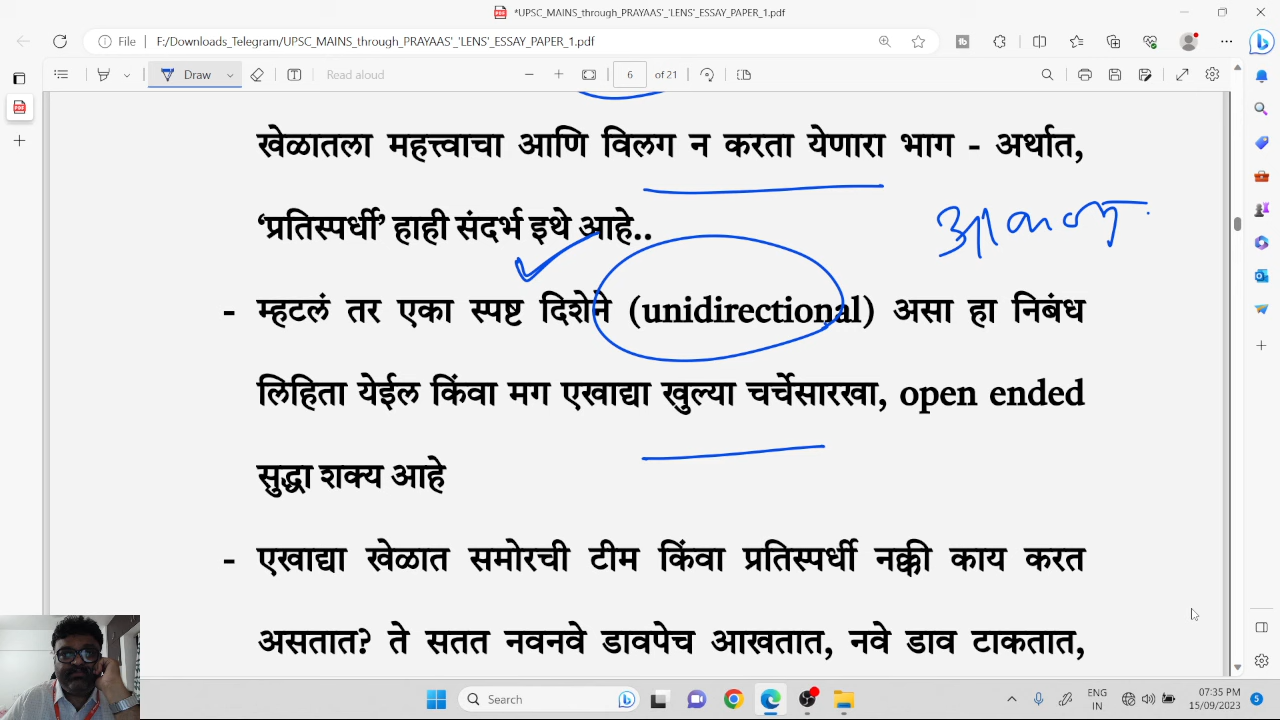 *UPSC_MAINS_through_PRAYAAS'_'LENS'_ESSAY_PAPER_1.pdf
File F:/Downloads_Telegram/UPSC_MAINS_through_PRAYAAS'_'LENS'_ESSAY_PAPER_1.pdf
Draw Read aloud 6 of 21
खेळातला महत्त्वाचा आणि विलग न करता येणारा भाग - अर्थात,
‘प्रतिस्पर्धी’ हाही संदर्भ इथे आहे..
- म्हटलं तर एका स्पष्ट दिशेने (unidirectional) असा हा निबंध
लिहिता येईल किंवा मग एखाद्या खुल्या चर्चेसारखा, open ended
सुद्धा शक्य आहे
- एखाद्या खेळात समोरची टीम किंवा प्रतिस्पर्धी नक्की काय करत
असतात? ते सतत नवनवे डावपेच आखतात, नवे डाव टाकतात,
Search
ENG
IN
07:35 PM
15/09/2023
5